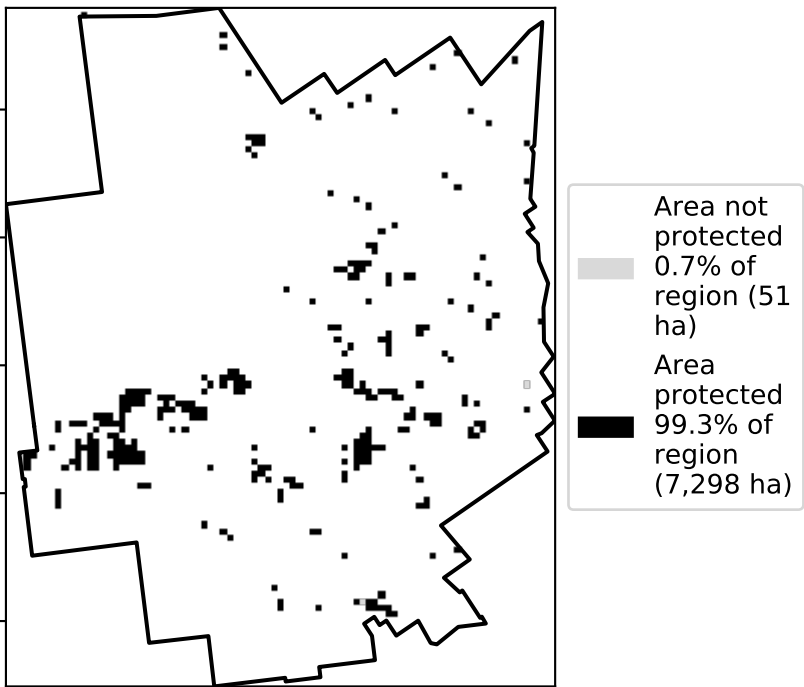 Area not
protected
0.7% of
region (51
ha)
Area
protected
99.3% of
region
(7,298 ha)